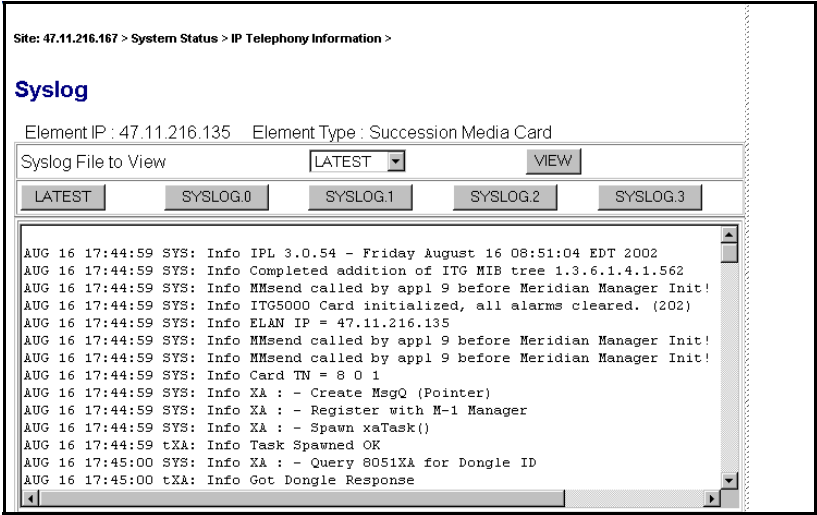 Site: 47.11.216.167 > System Status > IP Telephony Information >
Syslog
Element IP : 47.11.216.135 Element Type : Succession Media Card
Syslog File to View LATEST VIEW
LATEST SYSLOG.0 SYSLOG.1 SYSLOG.2 SYSLOG.3
AUG 16 17:44:59 SYS: Info IPL 3.0.54 - Friday August 16 08:51:04 EDT 2002
AUG 16 17:44:59 SYS: Info Completed addition of ITG MIB tree 1.3.6.1.4.1.562
AUG 16 17:44:59 SYS: Info MMsend called by appl 9 before Meridian Manager Init!
AUG 16 17:44:59 SYS: Info ITG5000 Card initialized, all alarms cleared. (202)
AUG 16 17:44:59 SYS: Info ELAN IP = 47.11.216.135
AUG 16 17:44:59 SYS: Info MMsend called by appl 9 before Meridian Manager Init!
AUG 16 17:44:59 SYS: Info MMsend called by appl 9 before Meridian Manager Init!
AUG 16 17:44:59 SYS: Info Card TN = 8 0 1
AUG 16 17:44:59 SYS: Info XA : - Create MsgQ (Pointer)
AUG 16 17:44:59 SYS: Info XA : - Register with M-1 Manager
AUG 16 17:44:59 SYS: Info XA : - Spawn xaTask()
AUG 16 17:44:59 tXA: Info Task Spawned OK
AUG 16 17:45:00 SYS: Info XA : - Query 8051XA for Dongle ID
AUG 16 17:45:00 tXA: Info Got Dongle Response